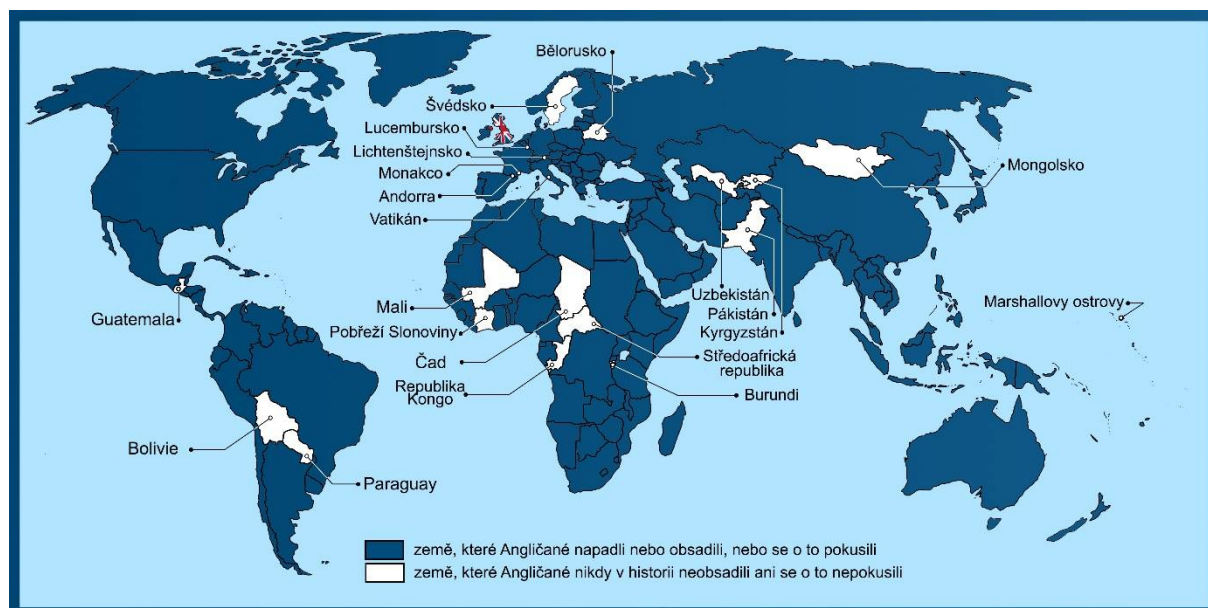 Bělorusko
Švédsko
Lucembursko
Lichtenštejnsko
Monakco
Andorra
Vatikán
Mongolsko
Guatemala
Mali
Pobřeží Slonoviny
Čad
Republika
Kongo
Uzbekistán
Pákistán
Kyrgyzstán
Středoafrická
republika
Burundi
Marshallovy ostrovy
Bolivie
Paraguay
země, které Angličané napadli nebo obsadili, nebo se o to pokusili
země, které Angličané nikdy v historii neobsadili ani se o to nepokusili